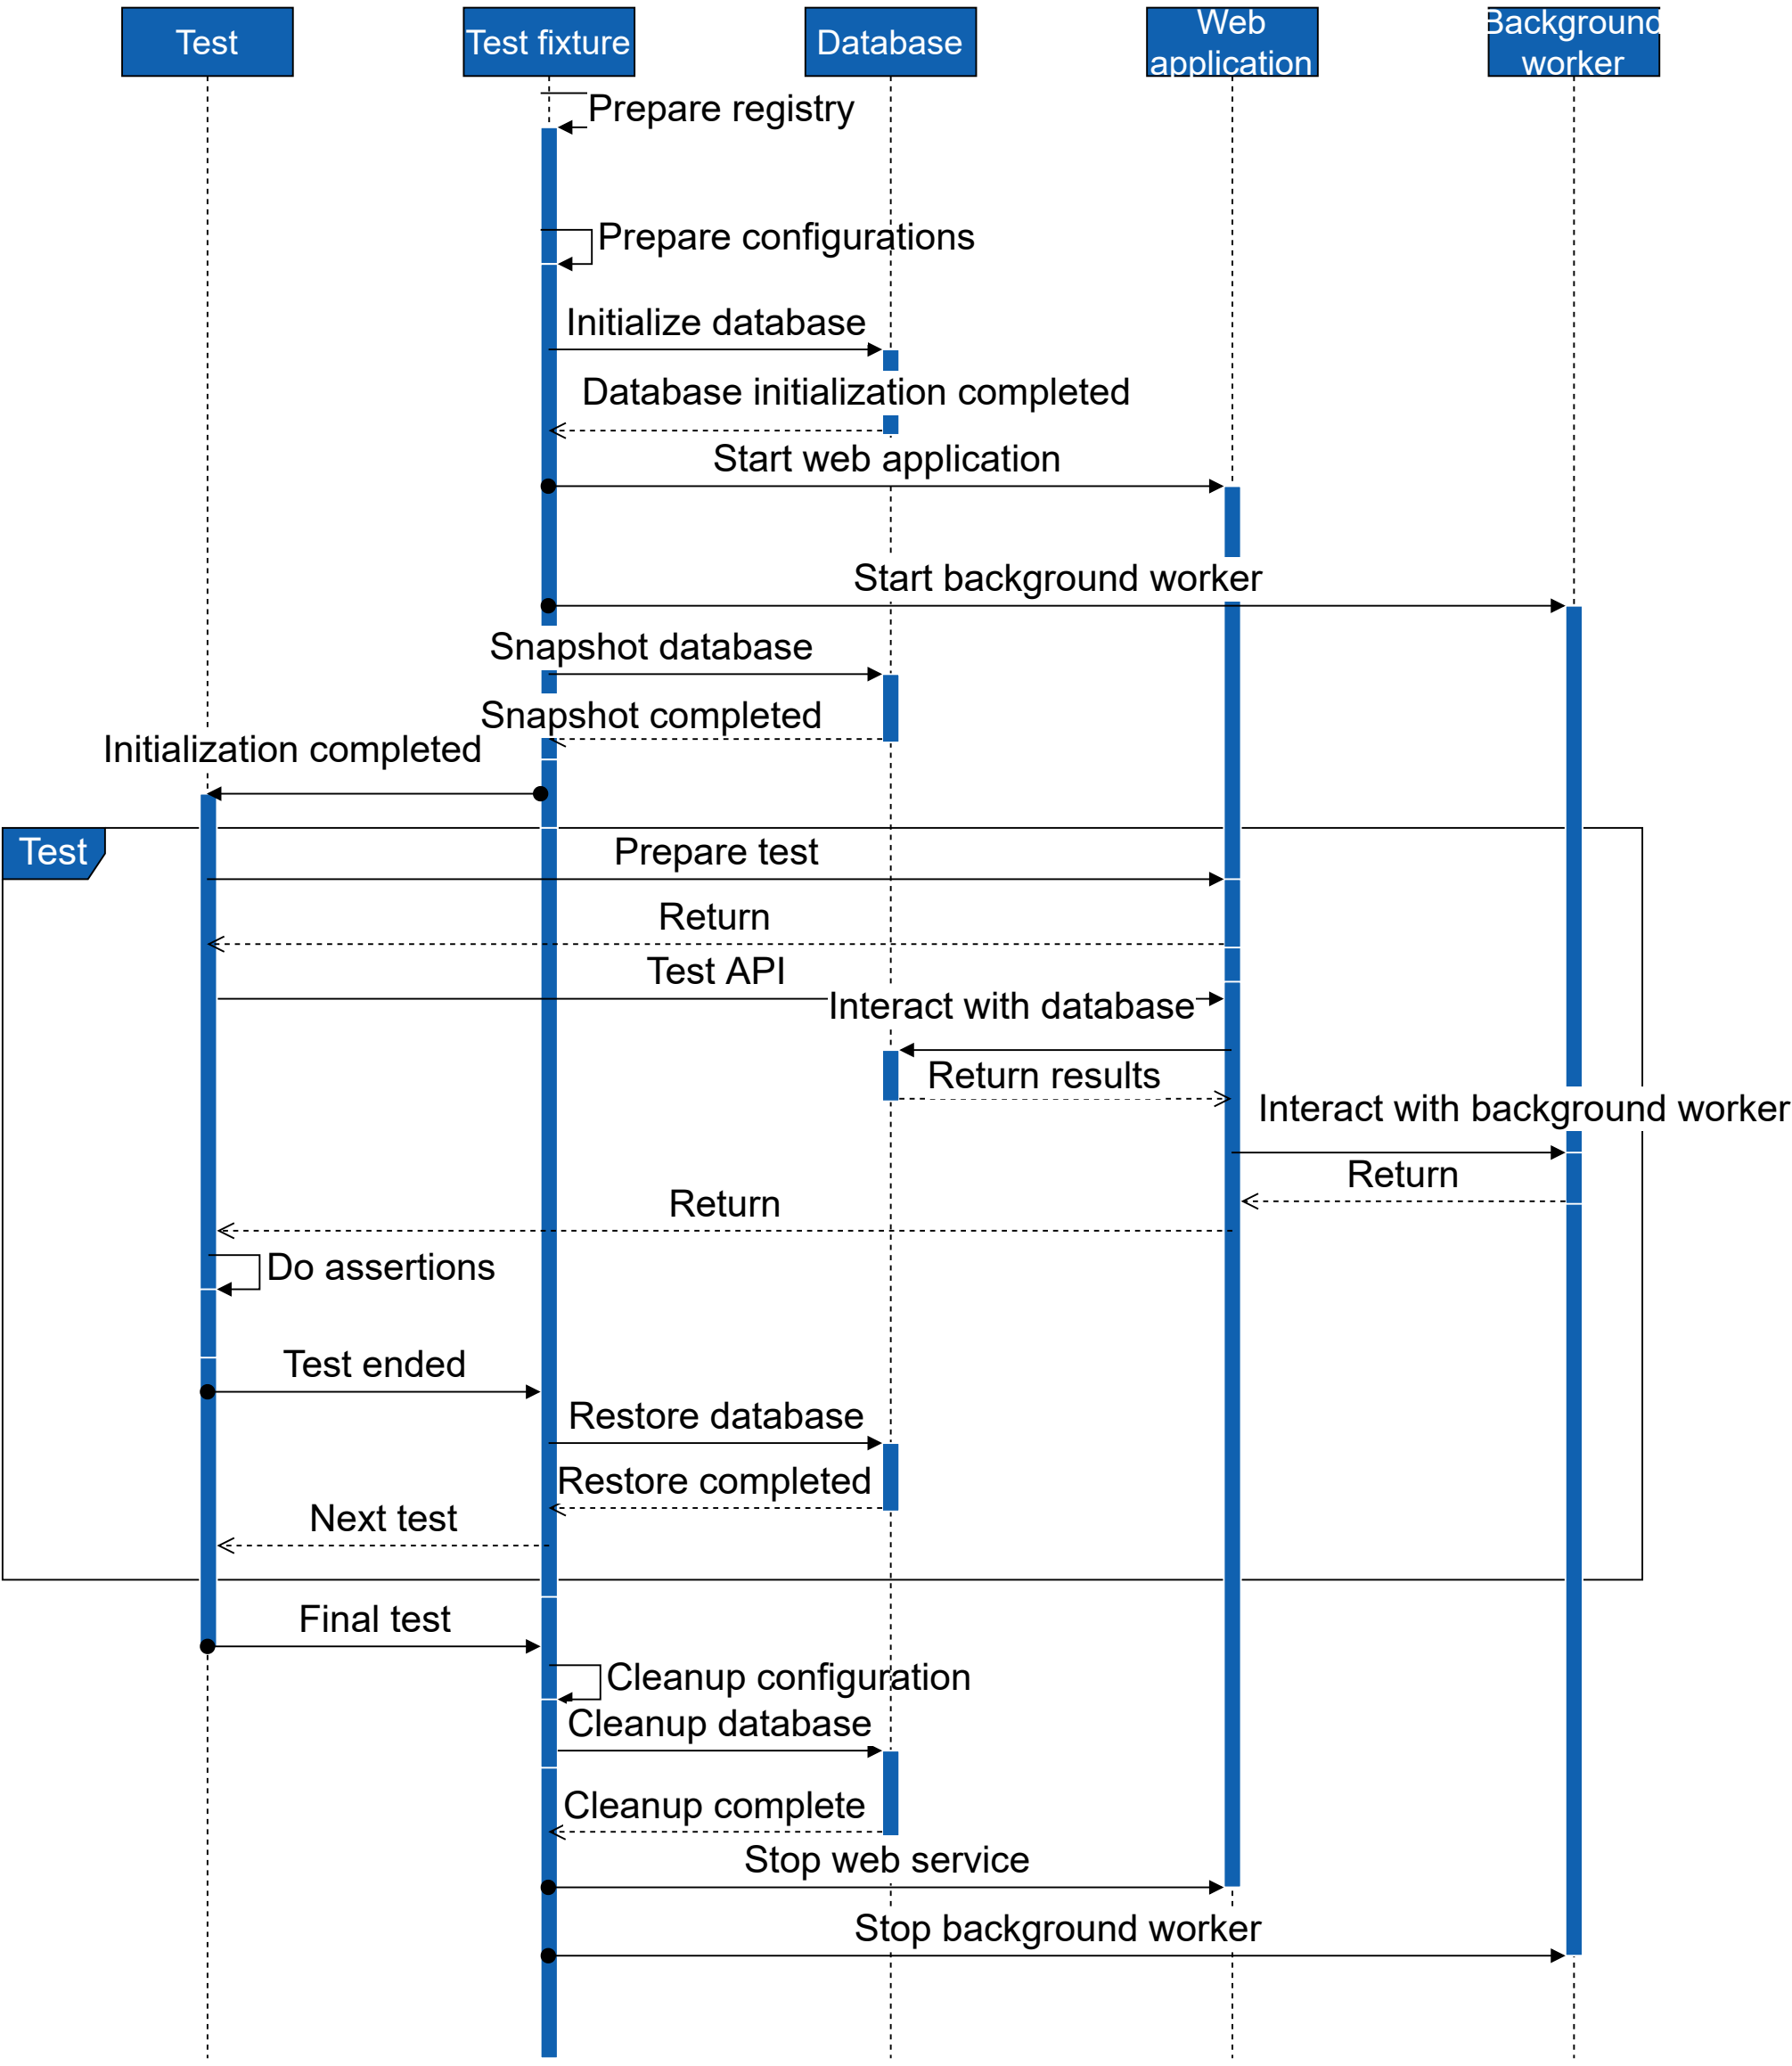 Test
Test fixture
Database
Web
application
Background
worker
Prepare registry
Prepare configurations
Initialize database
Database initialization completed
Start web application
Start background worker
Snapshot database
Snapshot completed
Initialization completed
Test
Prepare test
Return
Test API
Interact with database
Return results
Interact with background worker
Return
Return
Do assertions
Test ended
Restore database
Restore completed
Next test
Final test
Cleanup configuration
Cleanup database
Cleanup complete
Stop web service
Stop background worker